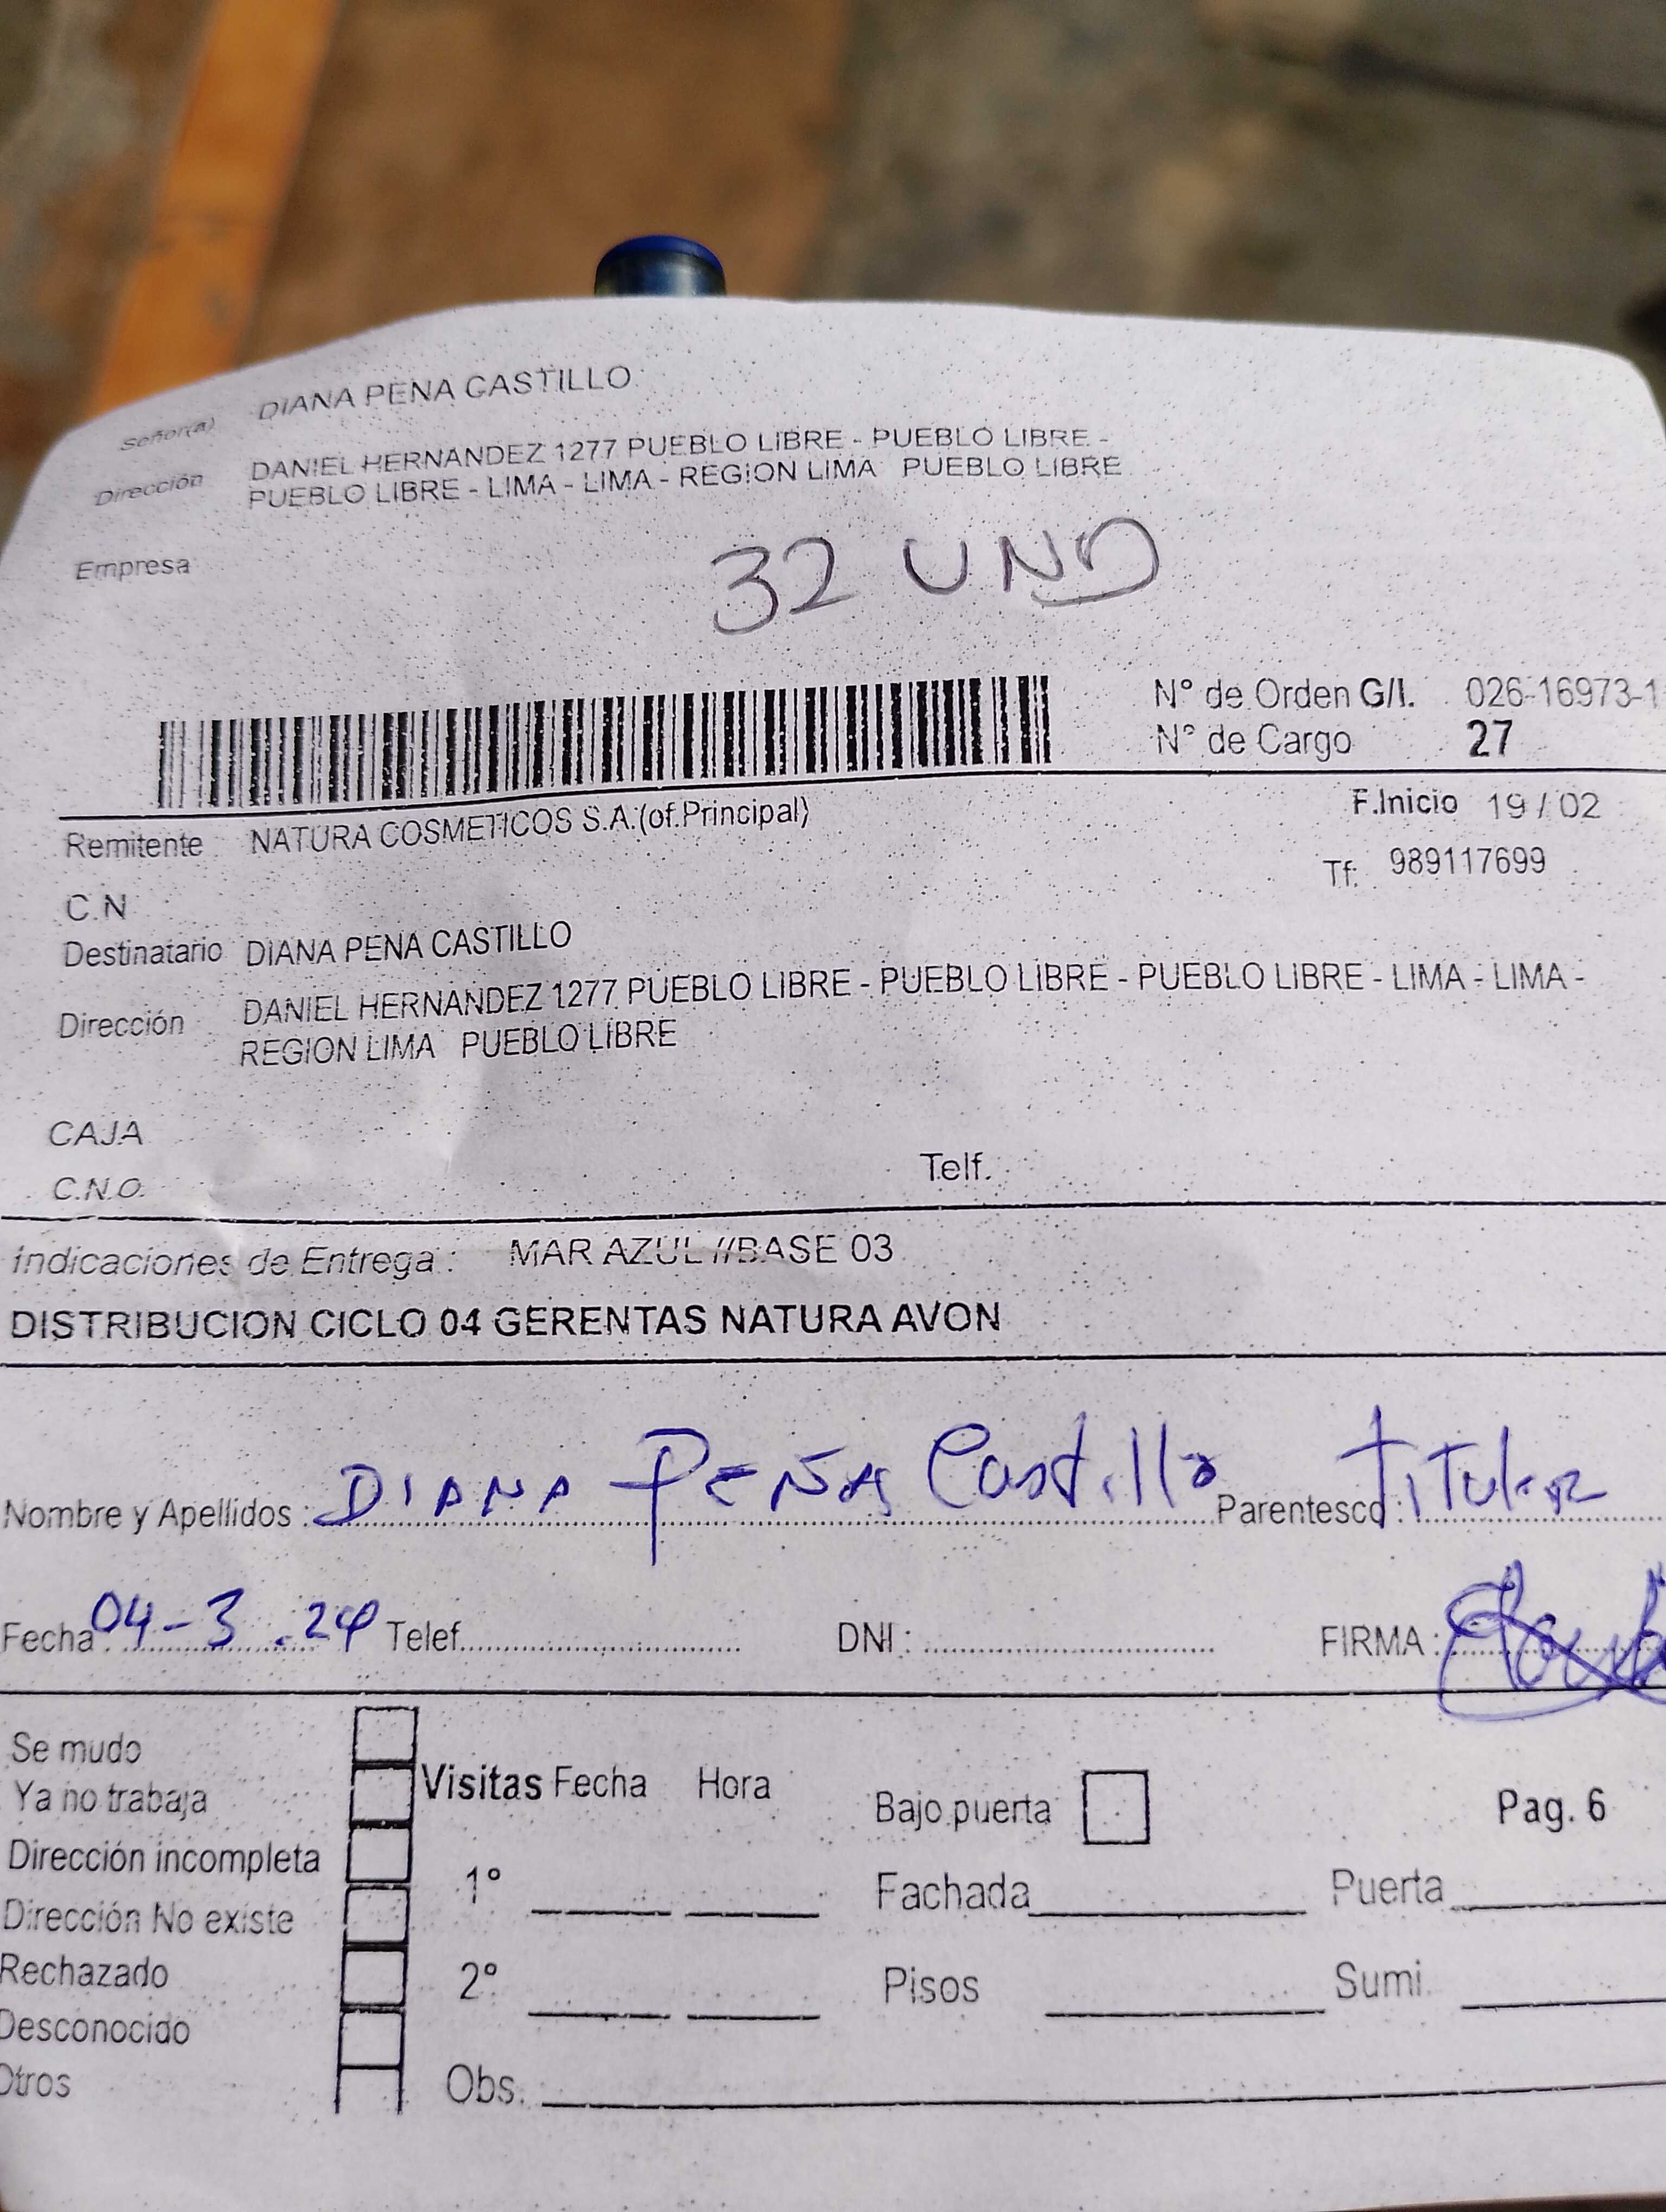 Señor(a) DIANA PENA CASTILLO
Dirección DANIEL HERNANDEZ 1277 PUEBLO LIBRE - PUEBLO LIBRE -
PUEBLO LIBRE - LIMA - LIMA - REGION LIMA PUEBLO LIBRE
Empresa
32 UND
N° de Orden G/I. 026-16973-1
N° de Cargo 27
Remitente NATURA COSMETICOS S.A.(of.Principal) F.Inicio 19 / 02
Tf: 989117699
C.N
Destinatario DIANA PENA CASTILLO
Dirección DANIEL HERNANDEZ 1277 PUEBLO LIBRE - PUEBLO LIBRE - PUEBLO LIBRE - LIMA - LIMA -
REGION LIMA PUEBLO LIBRE
CAJA
C.N.O. Telf.
Indicaciones de Entrega : MAR AZUL //BASE 03
DISTRIBUCION CICLO 04 GERENTAS NATURA AVON
Nombre y Apellidos : DIANA PEÑA Castillo Parentesco : TITular
Fecha 04-3.24 Telef. DNI : FIRMA :
Se mudo
Ya no trabaja Visitas Fecha Hora Bajo puerta Pag. 6
Dirección incompleta 1° Fachada Puerta
Dirección No existe
Rechazado 2° Pisos Sumi.
Desconocido
Otros Obs.